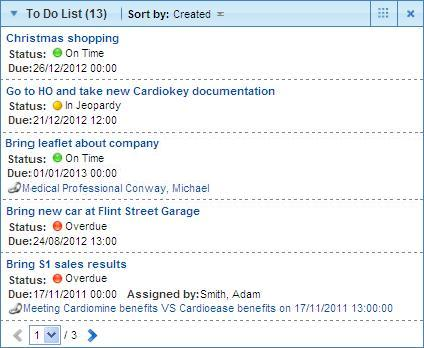 To Do List (13) Sort by: Created
Christmas shopping
Status: On Time
Due:26/12/2012 00:00
Go to HO and take new Cardiokey documentation
Status: In Jeopardy
Due:21/12/2012 12:00
Bring leaflet about company
Status: On Time
Due:01/01/2013 00:00
Medical Professional Conway, Michael
Bring new car at Flint Street Garage
Status: Overdue
Due:24/08/2012 13:00
Bring S1 sales results
Status: Overdue
Due:17/11/2011 00:00 Assigned by:Smith, Adam
Meeting Cardiomine benefits VS Cardioease benefits on 17/11/2011 13:00:00
1 / 3